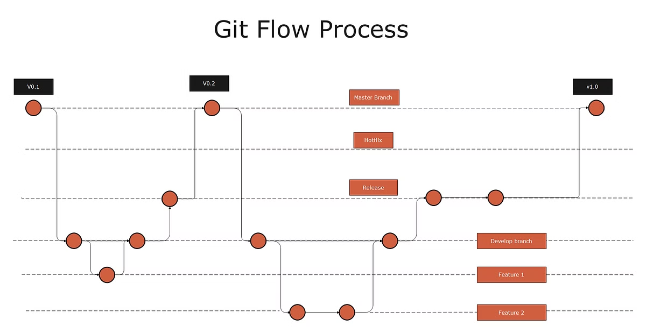 Git Flow Process
V0.1
V0.2
v1.0
Master Branch
Hotfix
Release
Develop branch
Feature 1
Feature 2